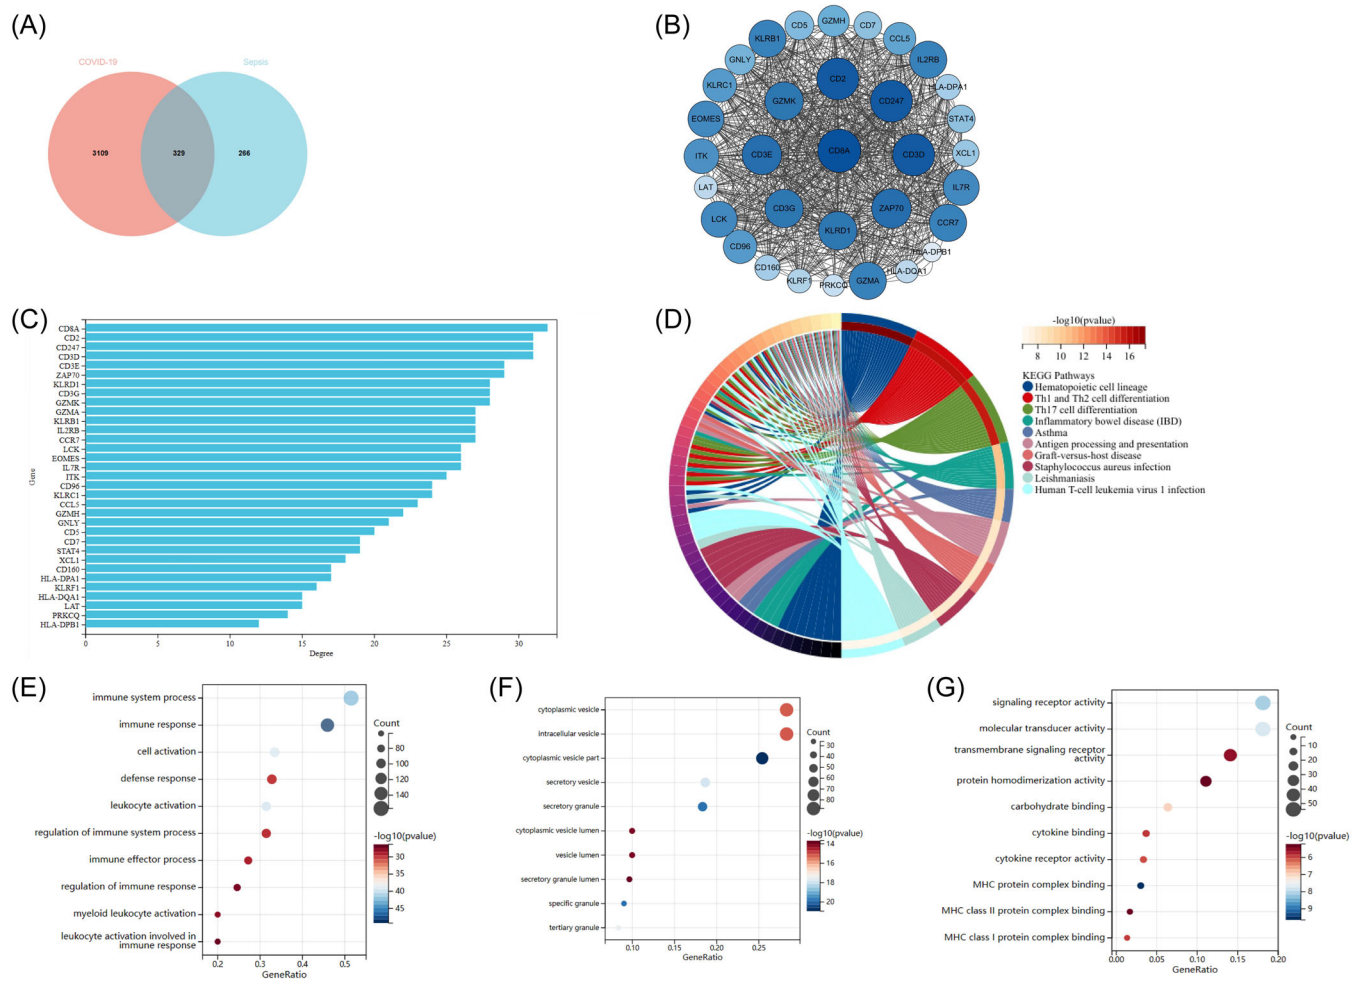 (A)
COVID-19
Sepsis
3109
329
266
(B)
CD5
GZMH
CD7
KLRB1
CCL5
GNLY
IL2RB
CD2
KLRC1
HLA-DPA1
GZMK
CD247
EOMES
STAT4
ITK
CD3E
CD8A
CD3D
XCL1
LAT
IL7R
CD3G
ZAP70
LCK
KLRD1
CCR7
CD96
HLA-DPB1
CD160
HLA-DQA1
KLRF1
PRKCQ
GZMA
(C)
CD8A
CD2
CD247
CD3D
CD3E
ZAP70
KLRD1
CD3G
GZMK
GZMA
KLRB1
IL2RB
CCR7
LCK
EOMES
IL7R
ITK
CD96
KLRC1
CCL5
GZMH
GNLY
CD5
CD7
STAT4
XCL1
CD160
HLA-DPA1
KLRF1
HLA-DQA1
LAT
PRKCQ
HLA-DPB1
Gene
0 5 10 15 20 25 30
Degree
(D)
-log10(pvalue)
8 10 12 14 16
KEGG Pathways
Hematopoietic cell lineage
Th1 and Th2 cell differentiation
Th17 cell differentiation
Inflammatory bowel disease (IBD)
Asthma
Antigen processing and presentation
Graft-versus-host disease
Staphylococcus aureus infection
Leishmaniasis
Human T-cell leukemia virus 1 infection
(E)
immune system process
immune response
cell activation
defense response
leukocyte activation
regulation of immune system process
immune effector process
regulation of immune response
myeloid leukocyte activation
leukocyte activation involved in
immune response
0.2 0.3 0.4 0.5
GeneRatio
Count
80
100
120
140
-log10(pvalue)
30
35
40
45
(F)
cytoplasmic vesicle
intracellular vesicle
cytoplasmic vesicle part
secretory vesicle
secretory granule
cytoplasmic vesicle lumen
vesicle lumen
secretory granule lumen
specific granule
tertiary granule
0.10 0.15 0.20 0.25
GeneRatio
Count
30
40
50
60
70
80
-log10(pvalue)
14
16
18
20
(G)
signaling receptor activity
molecular transducer activity
transmembrane signaling receptor
activity
protein homodimerization activity
carbohydrate binding
cytokine binding
cytokine receptor activity
MHC protein complex binding
MHC class II protein complex binding
MHC class I protein complex binding
0.00 0.05 0.10 0.15 0.20
GeneRatio
Count
10
20
30
40
50
-log10(pvalue)
6
7
8
9